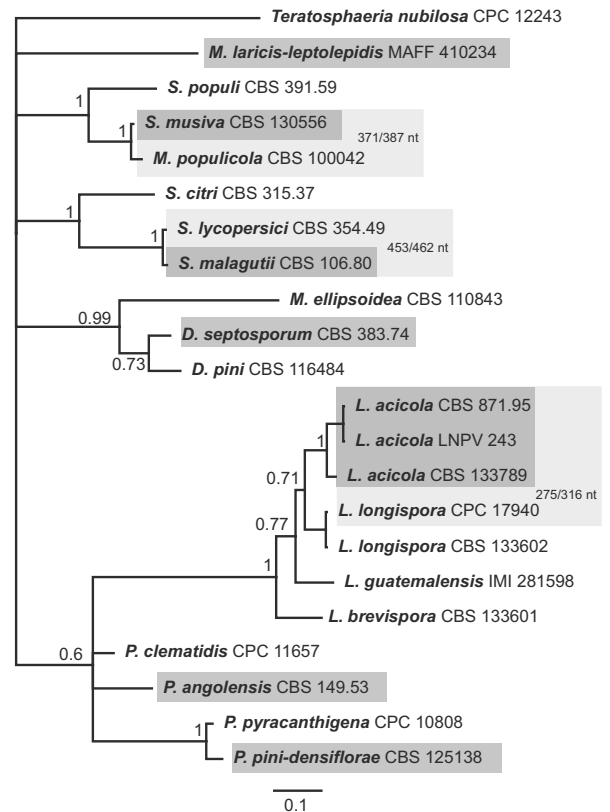 Teratosphaeria nubilosa CPC 12243
M. laricis-leptolepidis MAFF 410234
S. populi CBS 391.59
1
S. musiva CBS 130556
1
371/387 nt
M. populicola CBS 100042
S. citri CBS 315.37
1
S. lycopersici CBS 354.49
1
453/462 nt
S. malagutii CBS 106.80
M. ellipsoidea CBS 110843
0.99
D. septosporum CBS 383.74
0.73
D. pini CBS 116484
L. acicola CBS 871.95
1
L. acicola LNPV 243
L. acicola CBS 133789
0.71
275/316 nt
L. longispora CPC 17940
0.77
L. longispora CBS 133602
1
L. guatemalensis IMI 281598
L. brevispora CBS 133601
0.6
P. clematidis CPC 11657
P. angolensis CBS 149.53
P. pyracanthigena CPC 10808
1
P. pini-densiflorae CBS 125138
0.1